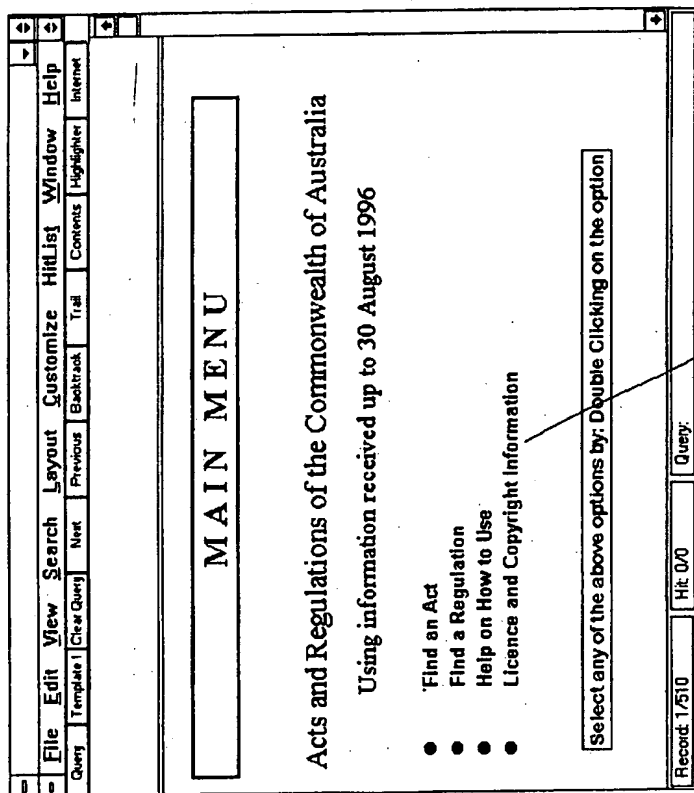 File Edit View Search Layout Customize HitList Window Help
Query Template 1 Clear Query Next Previous Backtrack Trail Contents Highlighter Internet
MAIN MENU
Acts and Regulations of the Commonwealth of Australia
Using information received up to 30 August 1996
Find an Act
Find a Regulation
Help on How to Use
Licence and Copyright Information
Select any of the above options by: Double Clicking on the option
Record: 1/510 Hit: 0/0 Query: